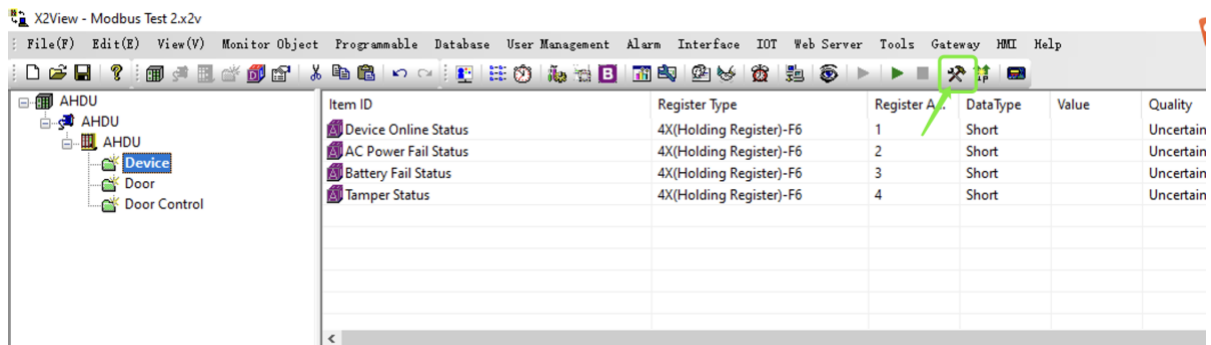 X2View - Modbus Test 2.x2v
File(F) Edit(E) View(V) Monitor Object Programmable Database User Management Alarm Interface IOT Web Server Tools Gateway HMI Help
AHDU
AHDU
AHDU
Device
Door
Door Control
Item ID Register Type Register A... DataType Value Quality
Device Online Status 4X(Holding Register)-F6 1 Short Uncertain
AC Power Fail Status 4X(Holding Register)-F6 2 Short Uncertain
Battery Fail Status 4X(Holding Register)-F6 3 Short Uncertain
Tamper Status 4X(Holding Register)-F6 4 Short Uncertain